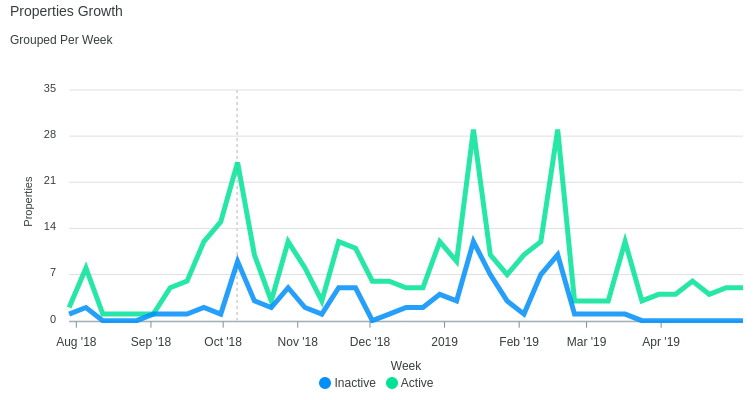 Properties Growth
Grouped Per Week
35
28
21
14
7
0
Properties
Aug '18 Sep '18 Oct '18 Nov '18 Dec '18 2019 Feb '19 Mar '19 Apr '19
Week
Inactive Active